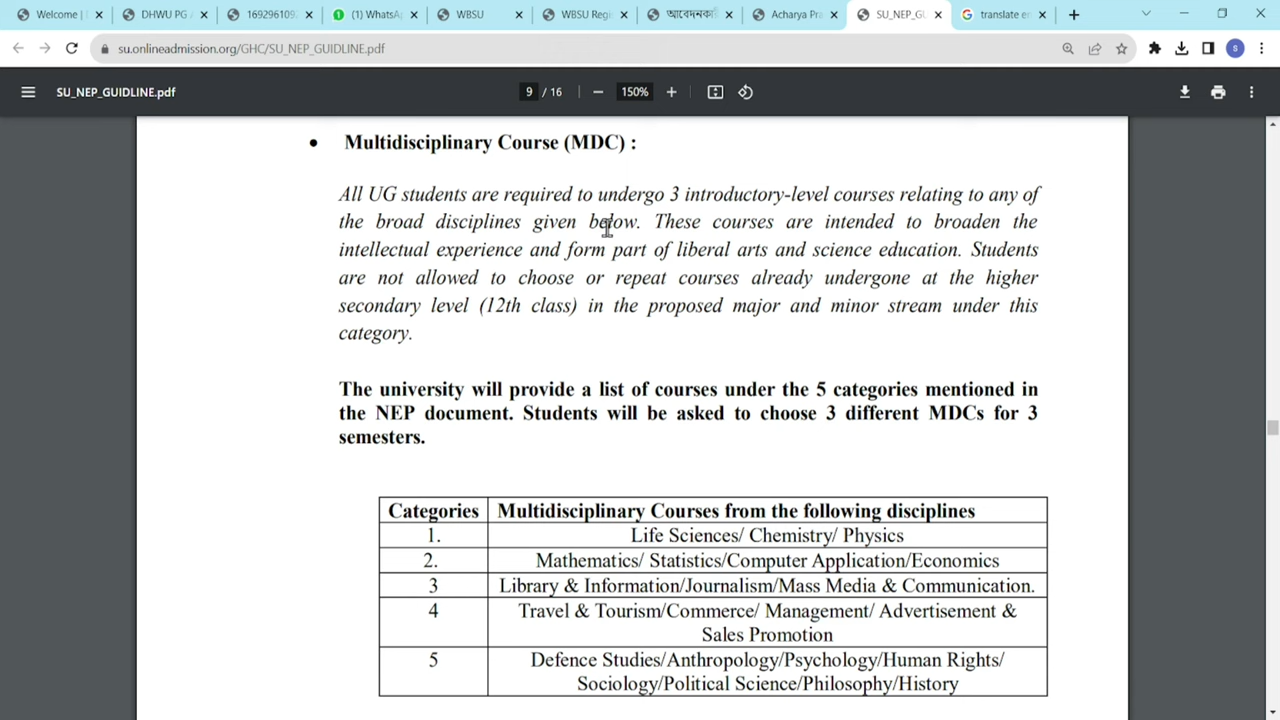 Welcome |
DHWU PG
1692961092
(1) WhatsAp
WBSU
WBSU Regi
আবেদনকারী
Acharya Pra
SU_NEP_GU
translate en
su.onlineadmission.org/GHC/SU_NEP_GUIDLINE.pdf
S
SU_NEP_GUIDLINE.pdf
9 / 16
150%
• Multidisciplinary Course (MDC) :
All UG students are required to undergo 3 introductory-level courses relating to any of
the broad disciplines given below. These courses are intended to broaden the
intellectual experience and form part of liberal arts and science education. Students
are not allowed to choose or repeat courses already undergone at the higher
secondary level (12th class) in the proposed major and minor stream under this
category.
The university will provide a list of courses under the 5 categories mentioned in
the NEP document. Students will be asked to choose 3 different MDCs for 3
semesters.
Categories Multidisciplinary Courses from the following disciplines
1. Life Sciences/ Chemistry/ Physics
2. Mathematics/ Statistics/Computer Application/Economics
3 Library & Information/Journalism/Mass Media & Communication.
4 Travel & Tourism/Commerce/ Management/ Advertisement &
Sales Promotion
5 Defence Studies/Anthropology/Psychology/Human Rights/
Sociology/Political Science/Philosophy/History